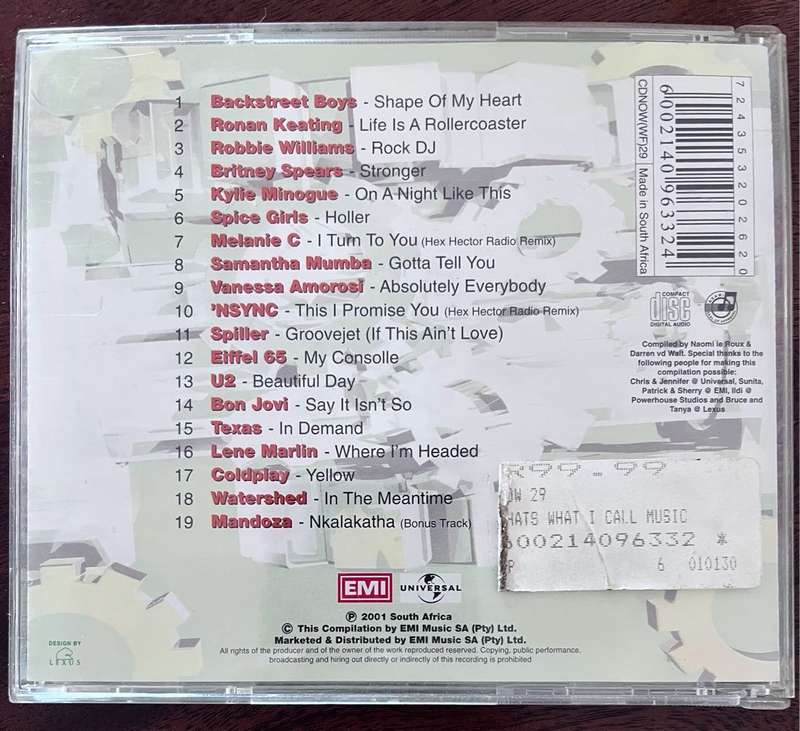 1 Backstreet Boys - Shape Of My Heart
2 Ronan Keating - Life Is A Rollercoaster
3 Robbie Williams - Rock DJ
4 Britney Spears - Stronger
5 Kylie Minogue - On A Night Like This
6 Spice Girls - Holler
7 Melanie C - I Turn To You (Hex Hector Radio Remix)
8 Samantha Mumba - Gotta Tell You
9 Vanessa Amorosi - Absolutely Everybody
10 'NSYNC - This I Promise You (Hex Hector Radio Remix)
11 Spiller - Groovejet (If This Ain't Love)
12 Eiffel 65 - My Consolle
13 U2 - Beautiful Day
14 Bon Jovi - Say It Isn't So
15 Texas - In Demand
16 Lene Marlin - Where I'm Headed
17 Coldplay - Yellow
18 Watershed - In The Meantime
19 Mandoza - Nkalakatha (Bonus Track)
CDNOW(WF)29 Made in South Africa
6002140963324
724353202620
COMPACT
disc
DIGITAL AUDIO
Compiled by Naomi le Roux &
Darren vd Walt. Special thanks to the
following people for making this
compilation possible:
Chris & Jennifer @ Universal, Sunita,
Patrick & Sherry @ EMI, Ildi @
Powerhouse Studios and Bruce and
Tanya @ Lexus
R99.99
OW 29
HATS WHAT I CALL MUSIC
600214096332 *
P 6 010130
EMI UNIVERSAL
℗ 2001 South Africa
© This Compilation by EMI Music SA (Pty) Ltd.
Marketed & Distributed by EMI Music SA (Pty) Ltd.
All rights of the producer and of the owner of the work reproduced reserved. Copying, public performance,
broadcasting and hiring out directly or indirectly of this recording is prohibited
DESIGN BY
LEXUS